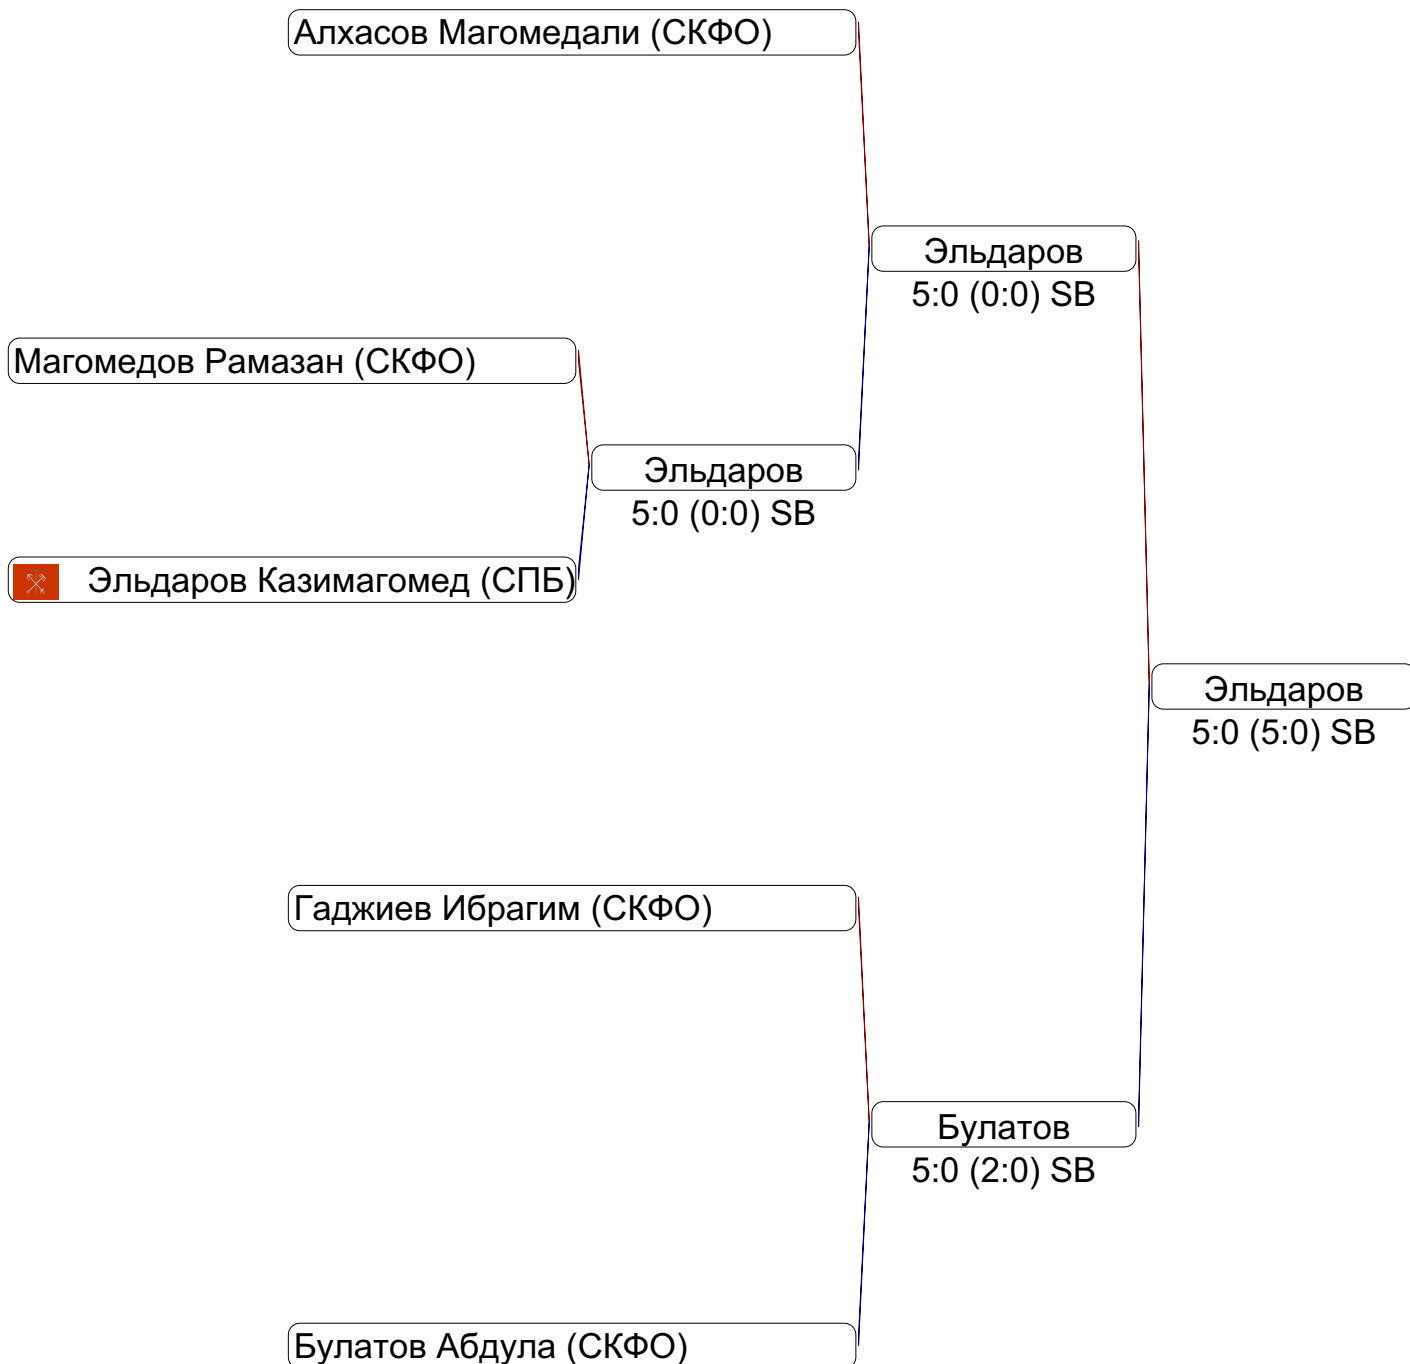 Алхасов Магомедали (СКФО)
Эльдаров
5:0 (0:0) SB
Магомедов Рамазан (СКФО)
Эльдаров
5:0 (0:0) SB
Эльдаров Казимагомед (СПБ)
Эльдаров
5:0 (5:0) SB
Гаджиев Ибрагим (СКФО)
Булатов
5:0 (2:0) SB
Булатов Абдула (СКФО)